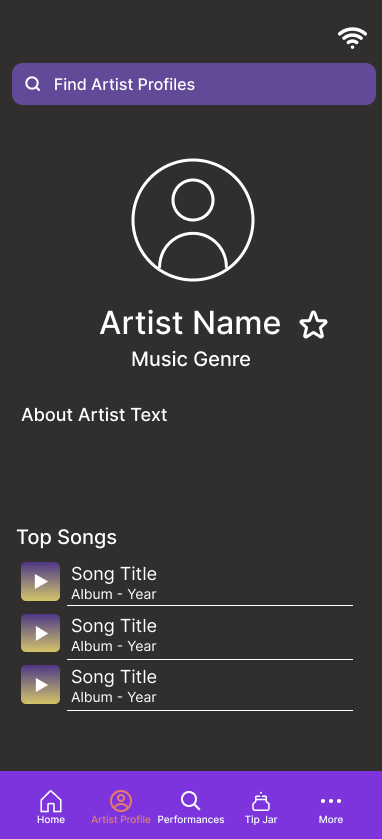 Find Artist Profiles
Artist Name
Music Genre
About Artist Text
Top Songs
Song Title
Album - Year
Song Title
Album - Year
Song Title
Album - Year
Home
Artist Profile
Performances
Tip Jar
More